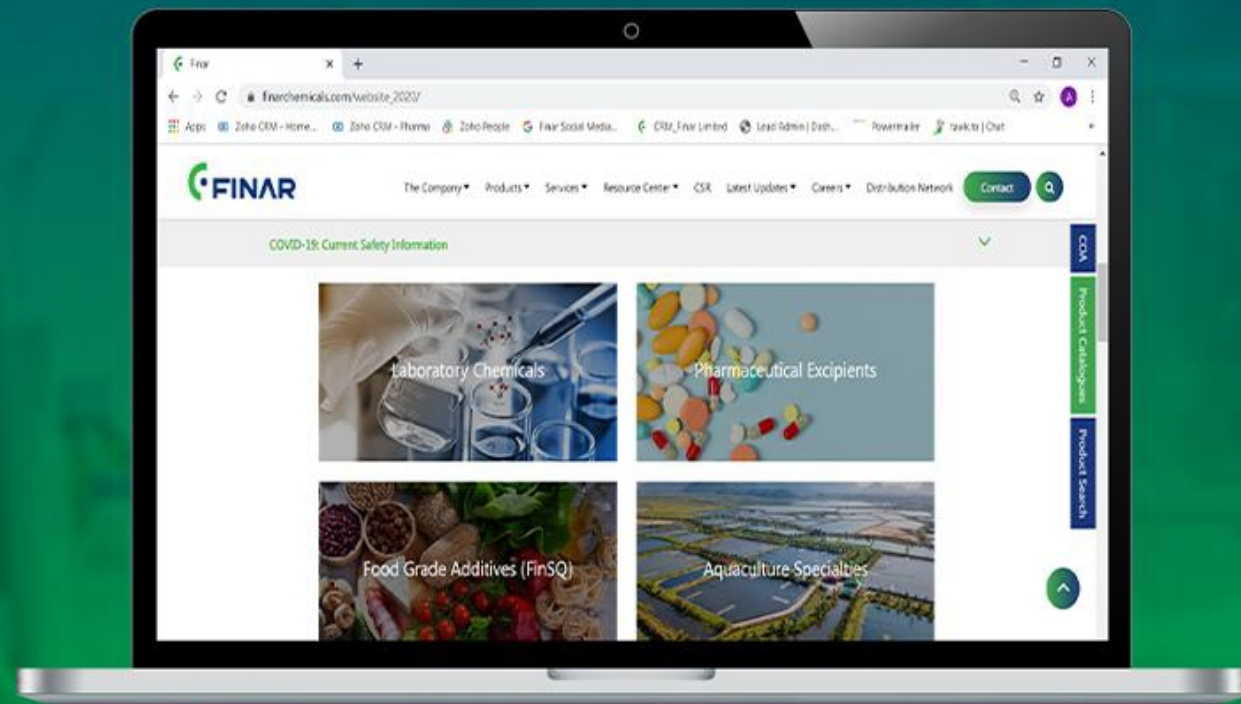 Finar
finarchemicals.com/website_2020/
A
Apps Zoho CRM - Home... Zoho CRM - Pharma Zoho People Finar Social Media... CRM_Finar Limited Lead Admin | Dash... Powermailer tawk.to | Chat
FINAR
The Company Products Services Resource Center CSR Latest Updates Careers Distribution Network Contact
COVID-19: Current Safety Information
COA
Product Catalogues
Product Search
Laboratory Chemicals
Pharmaceutical Excipients
Food Grade Additives (FinSQ)
Aquaculture Specialties